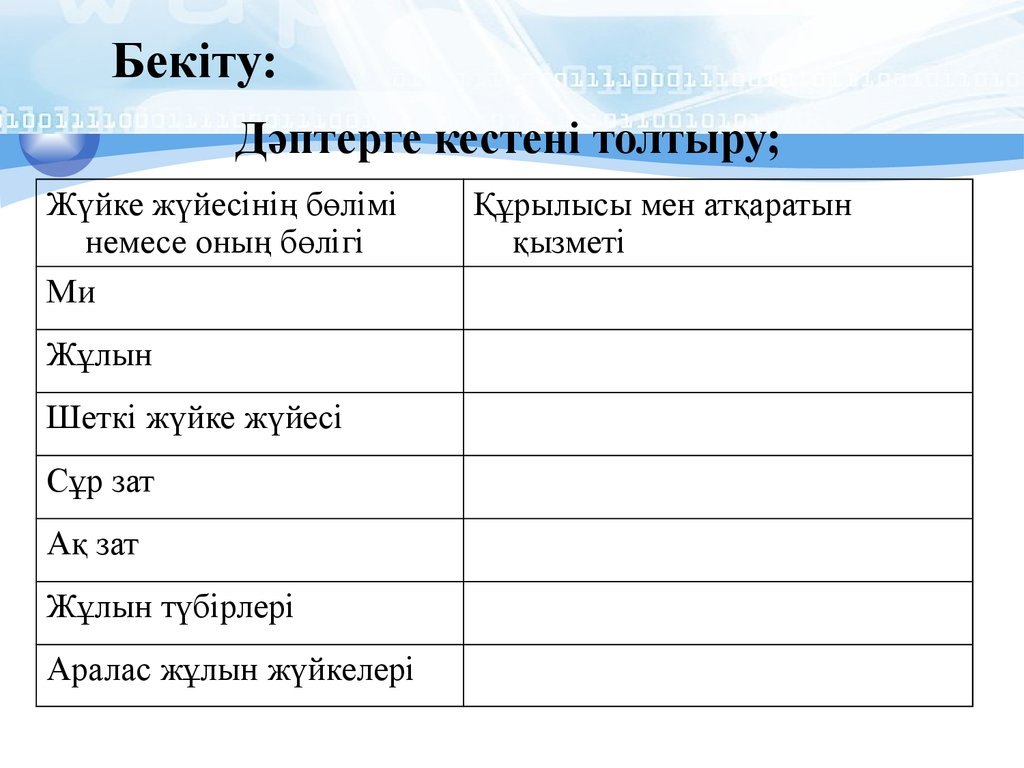 Бекіту:
Дәптерге кестені толтыру;
Жүйке жүйесінің бөлімі
немесе оның бөлігі
Құрылысы мен атқаратын
қызметі
Ми
Жұлын
Шеткі жүйке жүйесі
Сұр зат
Ақ зат
Жұлын түбірлері
Аралас жұлын жүйкелері